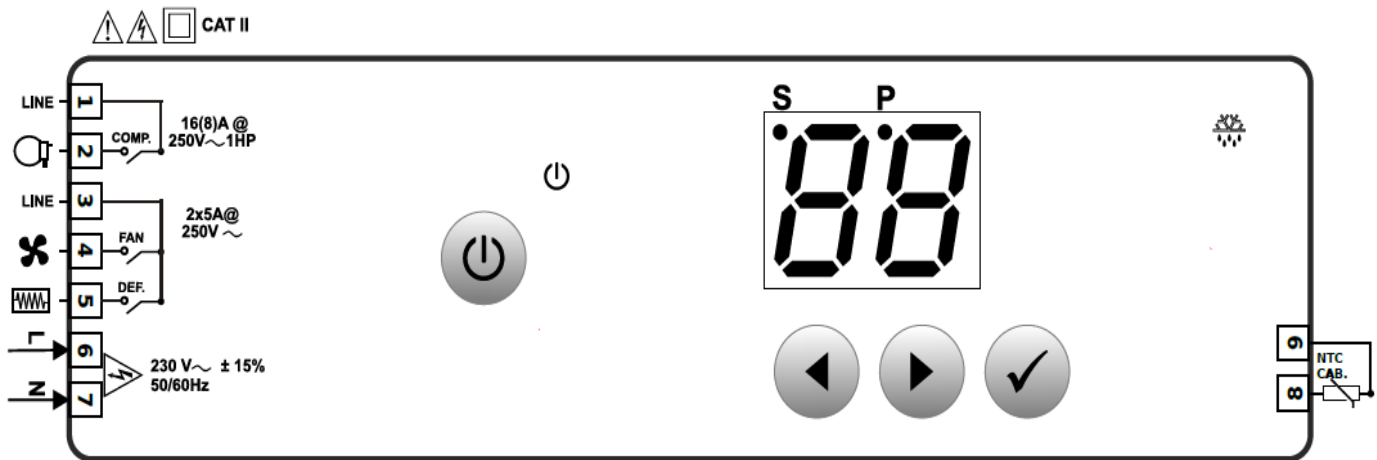 CAT II
LINE
1
16(8)A @
250V～1HP
COMP.
2
LINE
3
2x5A@
250V ～
FAN
4
DEF.
5
L
6
230 V～ ± 15%
50/60Hz
N
7
S P
88
9
NTC
CAB.
8